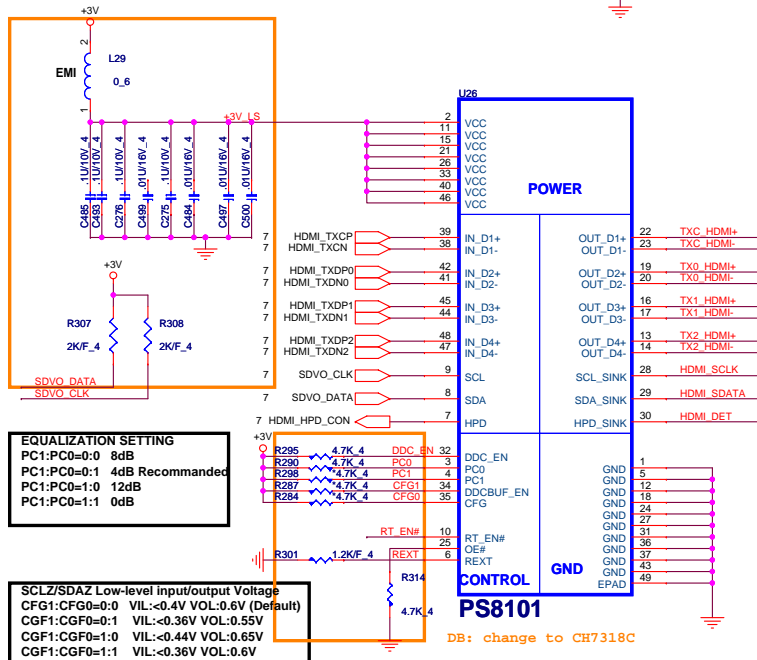 +3V
2
L29
EMI
0_6
1
+3V_LS
.1U/10V_4
.1U/10V_4
.1U/10V_4
.01U/16V_4
.1U/10V_4
.01U/16V_4
.01U/16V_4
.01U/16V_4
C485
C493
C276
C499
C275
C484
C497
C500
+3V
R307
R308
2K/F_4
2K/F_4
SDVO_DATA
SDVO_CLK
U26
2 VCC
11 VCC
15 VCC
21 VCC
26 VCC
33 VCC
40 VCC
46 VCC
POWER
7 HDMI_TXCP 39 IN_D1+ OUT_D1+ 22 TXC_HDMI+
7 HDMI_TXCN 38 IN_D1- OUT_D1- 23 TXC_HDMI-
7 HDMI_TXDP0 42 IN_D2+ OUT_D2+ 19 TX0_HDMI+
7 HDMI_TXDN0 41 IN_D2- OUT_D2- 20 TX0_HDMI-
7 HDMI_TXDP1 45 IN_D3+ OUT_D3+ 16 TX1_HDMI+
7 HDMI_TXDN1 44 IN_D3- OUT_D3- 17 TX1_HDMI-
7 HDMI_TXDP2 48 IN_D4+ OUT_D4+ 13 TX2_HDMI+
7 HDMI_TXDN2 47 IN_D4- OUT_D4- 14 TX2_HDMI-
7 SDVO_CLK 9 SCL SCL_SINK 28 HDMI_SCLK
7 SDVO_DATA 8 SDA SDA_SINK 29 HDMI_SDATA
7 HDMI_HPD_CON 7 HPD HPD_SINK 30 HDMI_DET
+3V
R295 4.7K_4 DDC_EN 32 DDC_EN
R290 4.7K_4 PC0 3 PC0
R298 *4.7K_4 PC1 4 PC1
R287 *4.7K_4 CFG1 34 DDCBUF_EN
R284 *4.7K_4 CFG0 35 CFG
RT_EN# 10 RT_EN#
25 OE#
R301 1.2K/F_4 REXT 6 REXT
R314
4.7K_4
GND 1
GND 5
GND 12
GND 18
GND 24
GND 27
GND 31
GND 36
GND 37
GND 43
EPAD 49
CONTROL
GND
PS8101
DB: change to CH7318C
EQUALIZATION SETTING
PC1:PC0=0:0 8dB
PC1:PC0=0:1 4dB Recommanded
PC1:PC0=1:0 12dB
PC1:PC0=1:1 0dB
SCLZ/SDAZ Low-level input/output Voltage
CFG1:CFG0=0:0 VIL:<0.4V VOL:0.6V (Default)
CGF1:CGF0=0:1 VIL:<0.36V VOL:0.55V
CGF1:CGF0=1:0 VIL:<0.44V VOL:0.65V
CGF1:CGF0=1:1 VIL:<0.36V VOL:0.6V